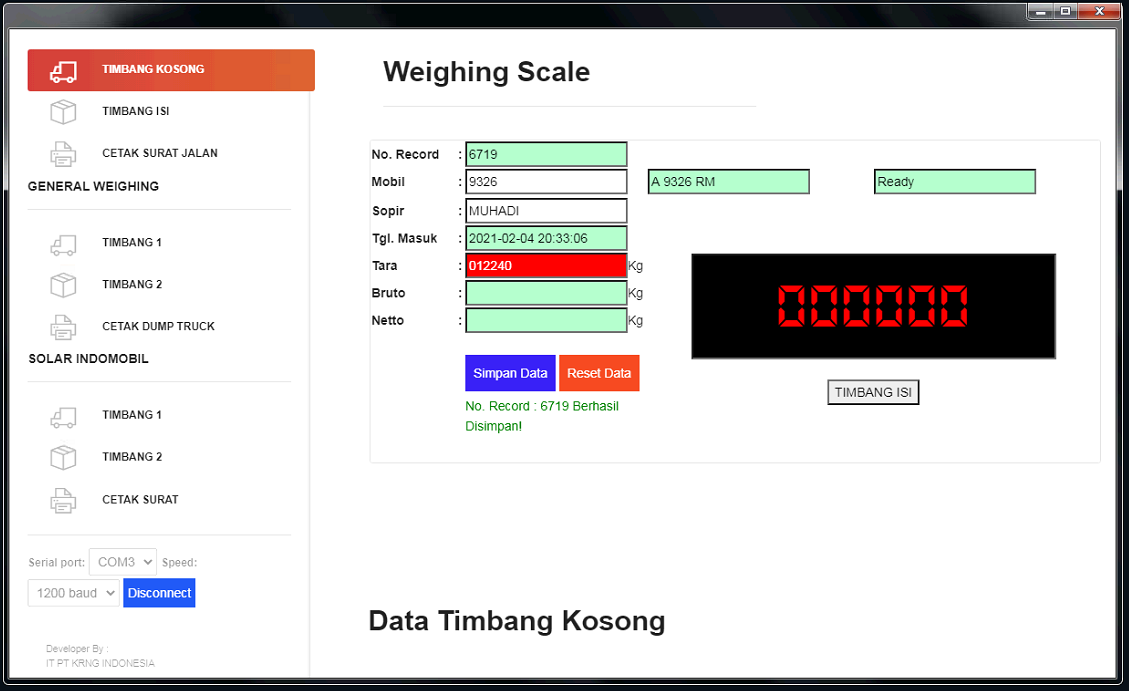 TIMBANG KOSONG
TIMBANG ISI
CETAK SURAT JALAN
GENERAL WEIGHING
TIMBANG 1
TIMBANG 2
CETAK DUMP TRUCK
SOLAR INDOMOBIL
TIMBANG 1
TIMBANG 2
CETAK SURAT
Serial port: COM3 Speed:
1200 baud Disconnect
Developer By :
IT PT KRNG INDONESIA
Weighing Scale
No. Record : 6719
Mobil : 9326 A 9326 RM Ready
Sopir : MUHADI
Tgl. Masuk : 2021-02-04 20:33:06
Tara : 012240 Kg
Bruto : Kg
Netto : Kg
000000
Simpan Data Reset Data
TIMBANG ISI
No. Record : 6719 Berhasil
Disimpan!
Data Timbang Kosong